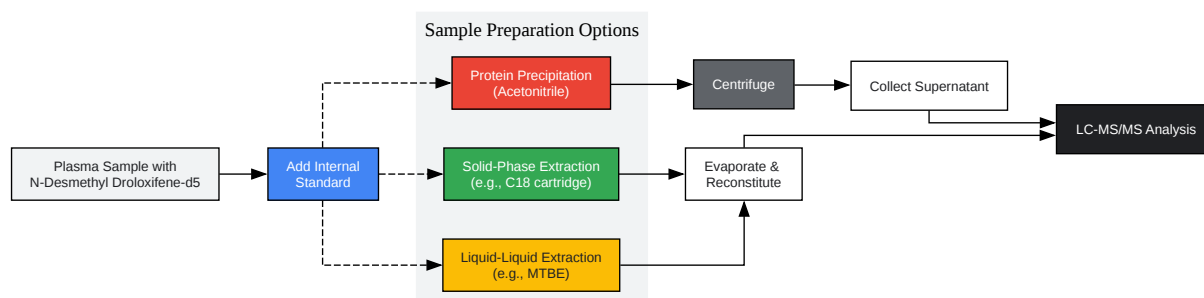 Sample Preparation Options
Protein Precipitation
(Acetonitrile)
Centrifuge
Collect Supernatant
LC-MS/MS Analysis
Plasma Sample with
N-Desmethyl Droloxifene-d5
Add Internal
Standard
Solid-Phase Extraction
(e.g., C18 cartridge)
Evaporate &
Reconstitute
Liquid-Liquid Extraction
(e.g., MTBE)